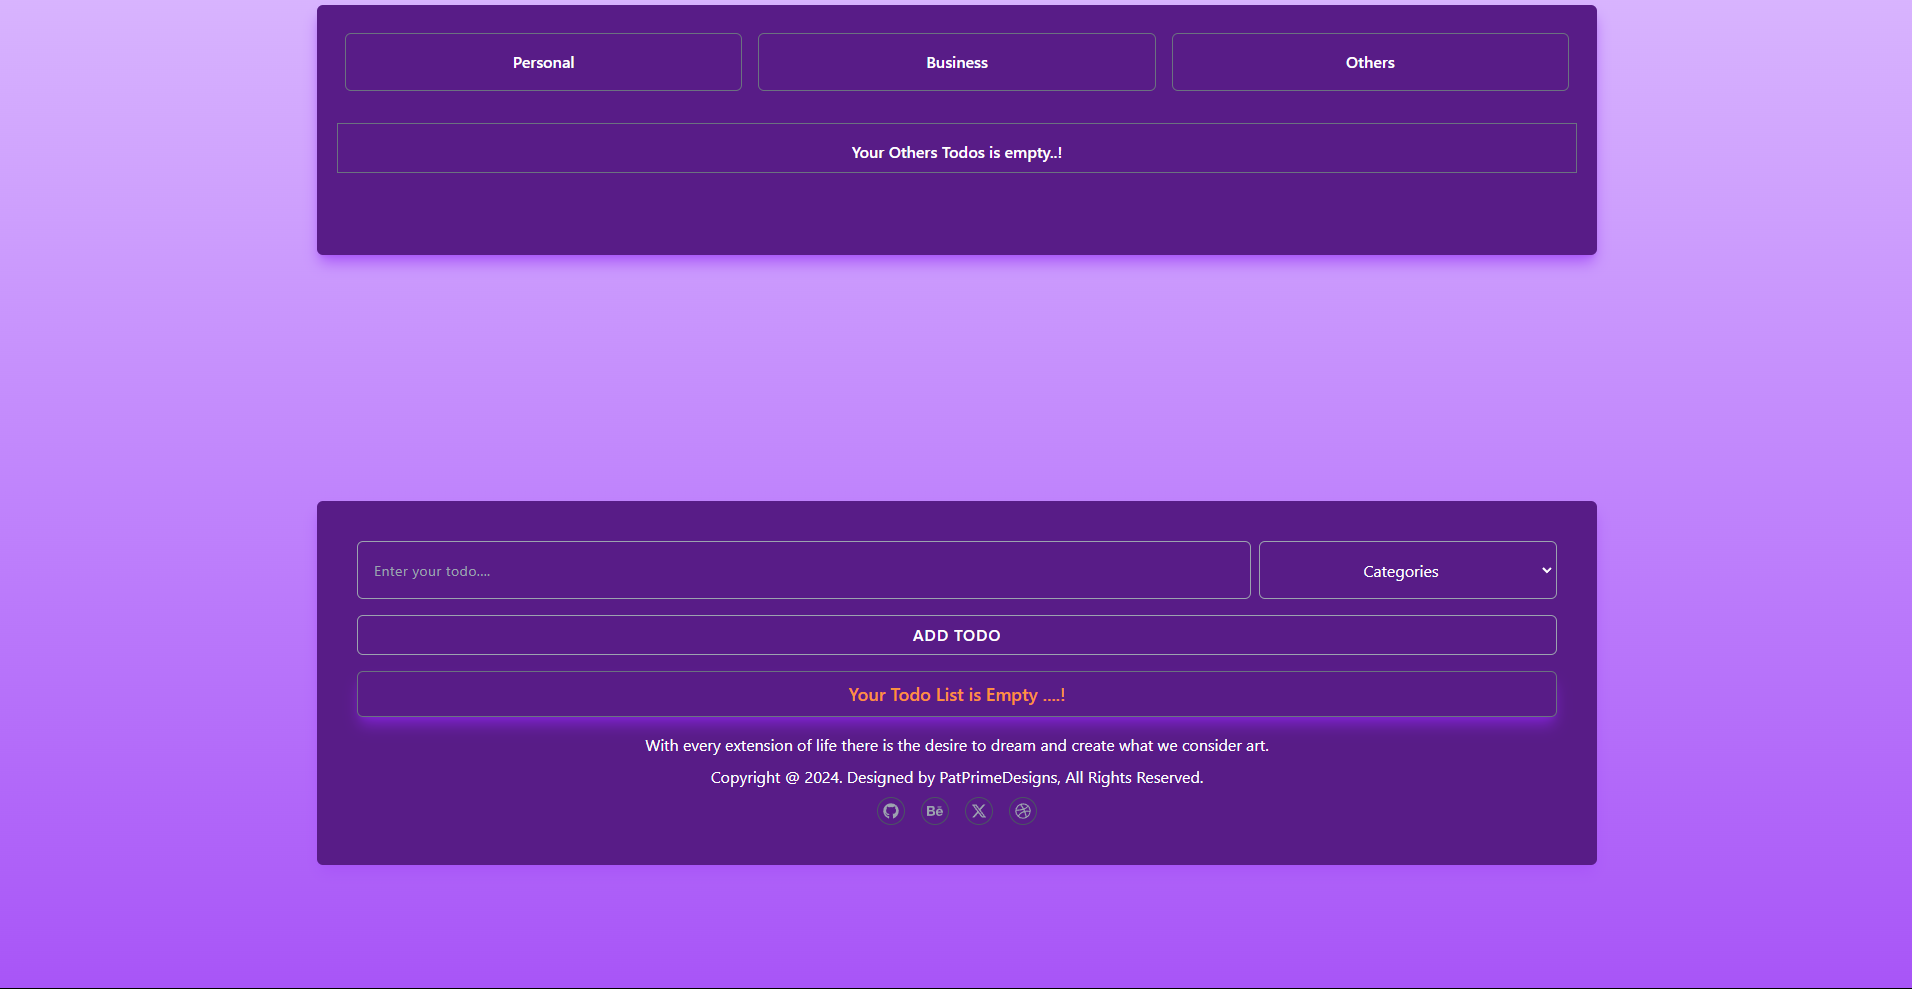 Personal
Business
Others
Your Others Todos is empty..!
Enter your todo....
Categories
ADD TODO
Your Todo List is Empty ....!
With every extension of life there is the desire to dream and create what we consider art.
Copyright @ 2024. Designed by PatPrimeDesigns, All Rights Reserved.
Bē